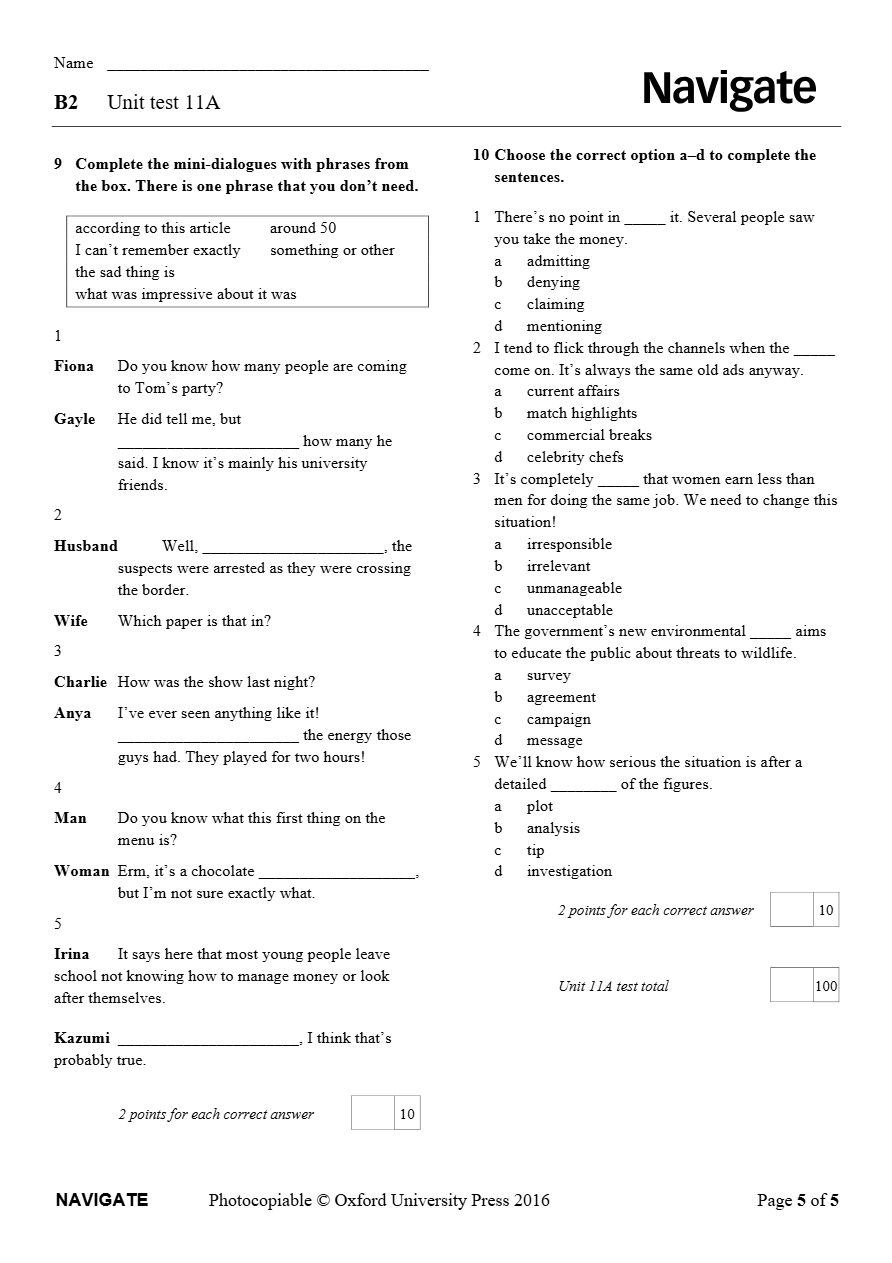 Name _______________________________________
Navigate
B2 Unit test 11A
9 Complete the mini-dialogues with phrases from
the box. There is one phrase that you don’t need.
according to this article around 50
I can’t remember exactly something or other
the sad thing is
what was impressive about it was
1
Fiona Do you know how many people are coming
to Tom’s party?
Gayle He did tell me, but
______________________ how many he
said. I know it’s mainly his university
friends.
2
Husband Well, ______________________, the
suspects were arrested as they were crossing
the border.
Wife Which paper is that in?
3
Charlie How was the show last night?
Anya I’ve ever seen anything like it!
______________________ the energy those
guys had. They played for two hours!
4
Man Do you know what this first thing on the
menu is?
Woman Erm, it’s a chocolate ___________________,
but I’m not sure exactly what.
5
Irina It says here that most young people leave
school not knowing how to manage money or look
after themselves.
Kazumi ______________________, I think that’s
probably true.
2 points for each correct answer 10
10 Choose the correct option a–d to complete the
sentences.
1 There’s no point in _____ it. Several people saw
you take the money.
a admitting
b denying
c claiming
d mentioning
2 I tend to flick through the channels when the _____
come on. It’s always the same old ads anyway.
a current affairs
b match highlights
c commercial breaks
d celebrity chefs
3 It’s completely _____ that women earn less than
men for doing the same job. We need to change this
situation!
a irresponsible
b irrelevant
c unmanageable
d unacceptable
4 The government’s new environmental _____ aims
to educate the public about threats to wildlife.
a survey
b agreement
c campaign
d message
5 We’ll know how serious the situation is after a
detailed ________ of the figures.
a plot
b analysis
c tip
d investigation
2 points for each correct answer 10
Unit 11A test total 100
NAVIGATE Photocopiable © Oxford University Press 2016 Page 5 of 5